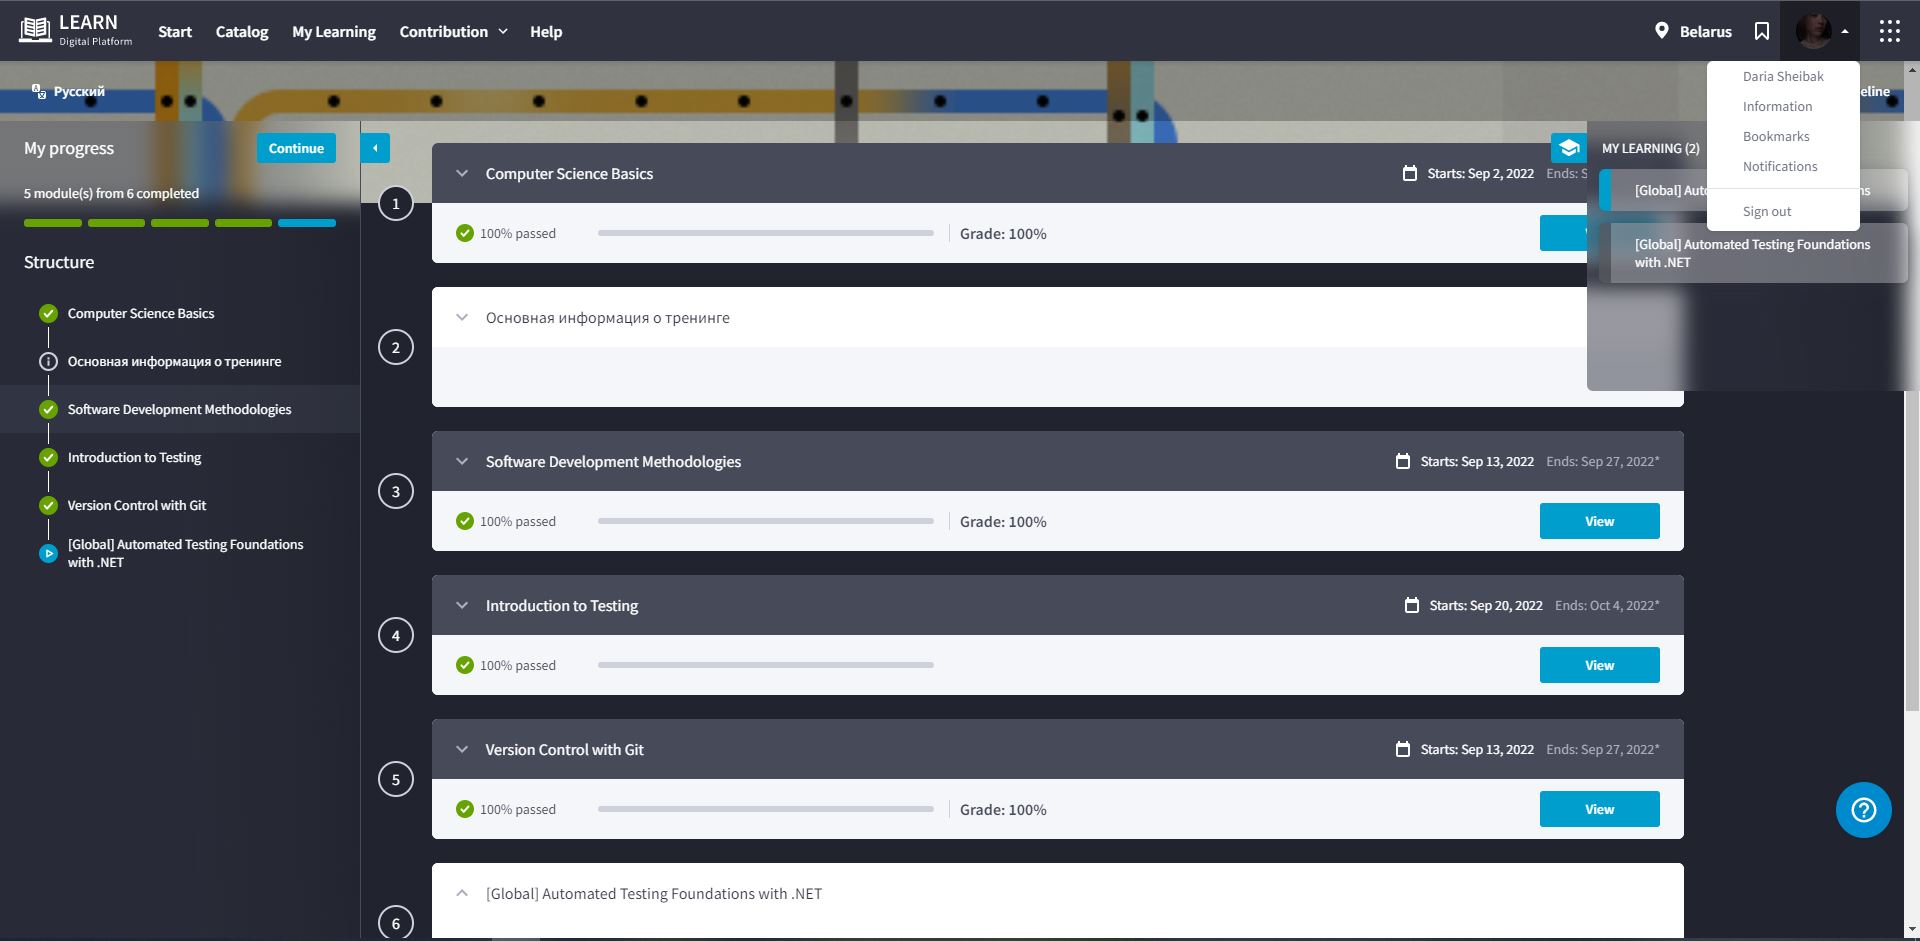 LEARN
Digital Platform
Start
Catalog
My Learning
Contribution
Help
Belarus
Русский
eline
Daria Sheibak
Information
Bookmarks
Notifications
Sign out
My progress
Continue
5 module(s) from 6 completed
Structure
Computer Science Basics
Основная информация о тренинге
Software Development Methodologies
Introduction to Testing
Version Control with Git
[Global] Automated Testing Foundations
with .NET
MY LEARNING (2)
[Global] Auto
ns
[Global] Automated Testing Foundations
with .NET
1
Computer Science Basics
Starts: Sep 2, 2022 Ends: S
100% passed
Grade: 100%
2
Основная информация о тренинге
3
Software Development Methodologies
Starts: Sep 13, 2022 Ends: Sep 27, 2022*
100% passed
Grade: 100%
View
4
Introduction to Testing
Starts: Sep 20, 2022 Ends: Oct 4, 2022*
100% passed
View
5
Version Control with Git
Starts: Sep 13, 2022 Ends: Sep 27, 2022*
100% passed
Grade: 100%
View
6
[Global] Automated Testing Foundations with .NET